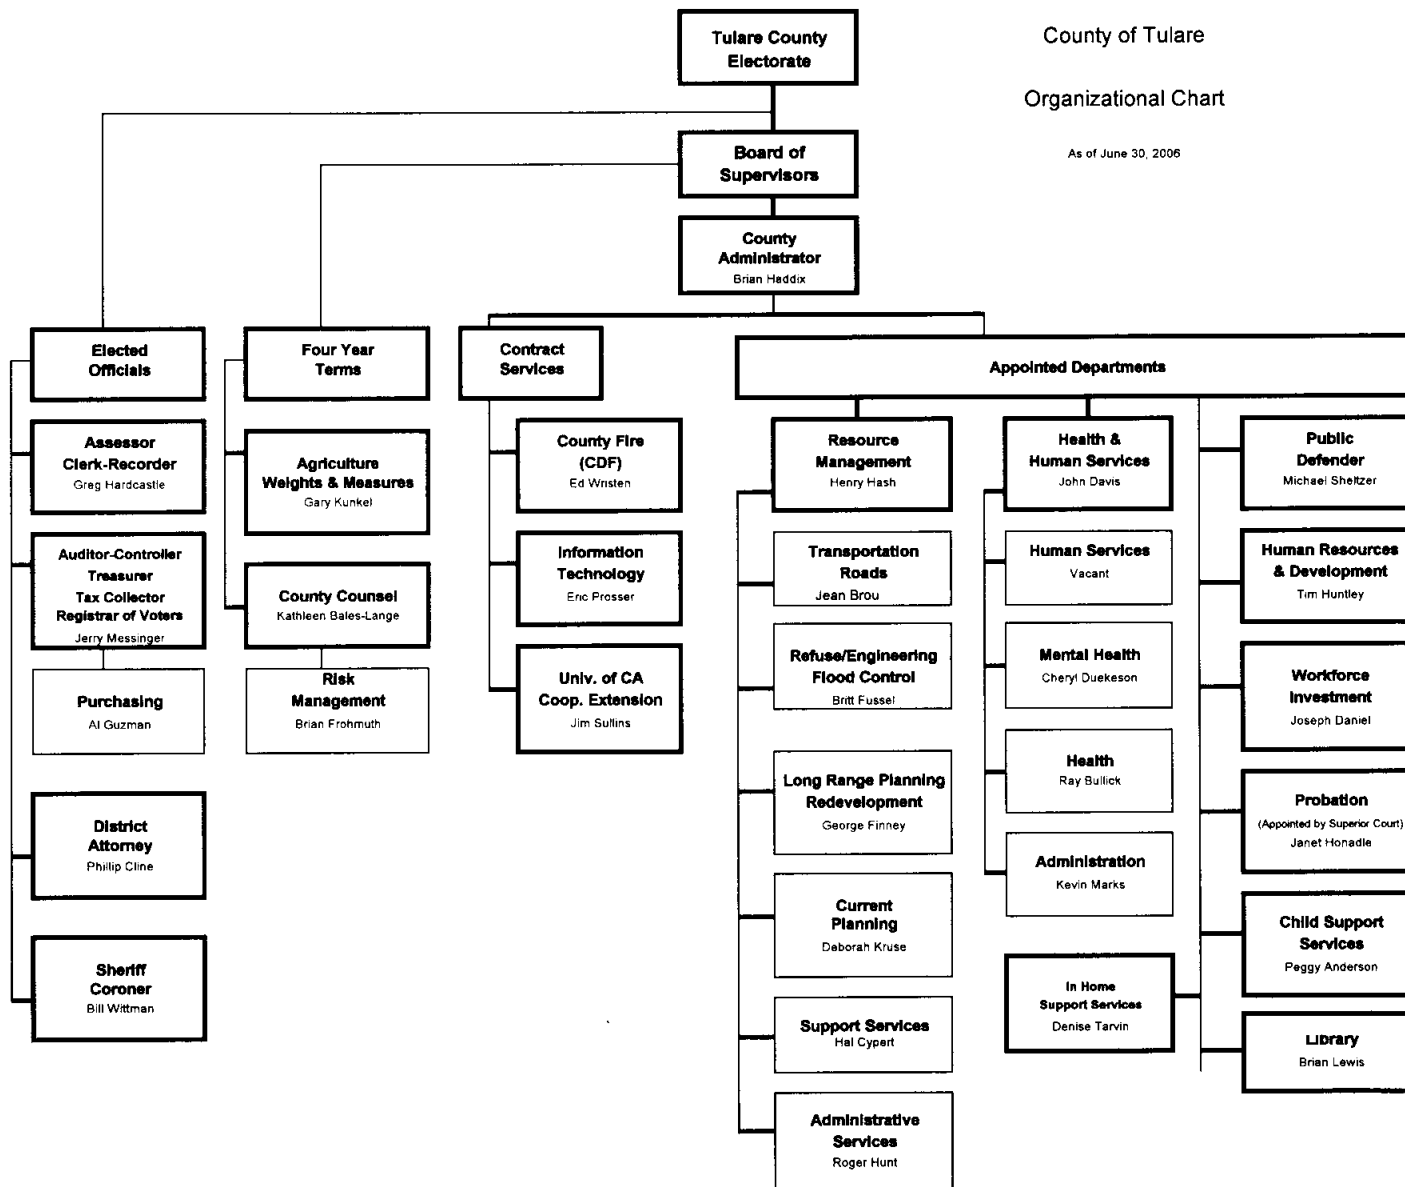 County of Tulare
Organizational Chart
As of June 30, 2006
Tulare County
Electorate
Board of
Supervisors
County
Administrator
Brian Haddix
Elected
Officials
Assessor
Clerk-Recorder
Greg Hardcastle
Auditor-Controller
Treasurer
Tax Collector
Registrar of Voters
Jerry Messinger
Purchasing
Al Guzman
District
Attorney
Phillip Cline
Sheriff
Coroner
Bill Wittman
Four Year
Terms
Agriculture
Weights & Measures
Gary Kunkel
County Counsel
Kathleen Bales-Lange
Risk
Management
Brian Frohmuth
Contract
Services
County Fire
(CDF)
Ed Wristen
Information
Technology
Eric Prosser
Univ. of CA
Coop. Extension
Jim Sullins
Appointed Departments
Resource
Management
Henry Hash
Transportation
Roads
Jean Brou
Refuse/Engineering
Flood Control
Britt Fussel
Long Range Planning
Redevelopment
George Finney
Current
Planning
Deborah Kruse
Support Services
Hal Cypert
Administrative
Services
Roger Hunt
Health &
Human Services
John Davis
Human Services
Vacant
Mental Health
Cheryl Duekeson
Health
Ray Bullick
Administration
Kevin Marks
In Home
Support Services
Denise Tarvin
Public
Defender
Michael Sheltzer
Human Resources
& Development
Tim Huntley
Workforce
Investment
Joseph Daniel
Probation
(Appointed by Superior Court)
Janet Honadle
Child Support
Services
Peggy Anderson
Library
Brian Lewis